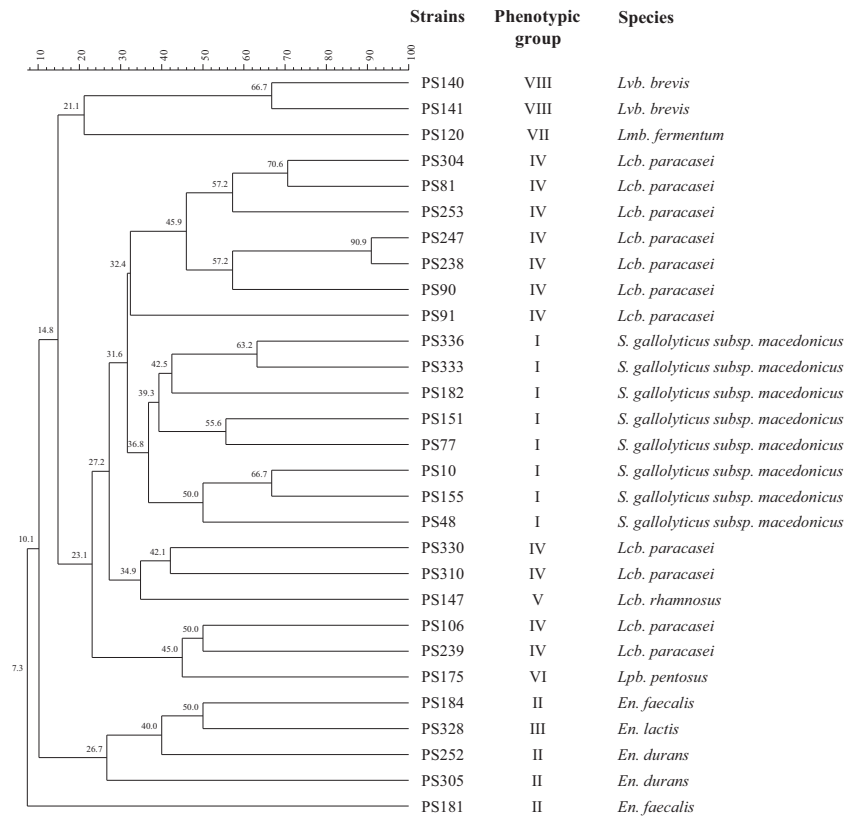 Strains Phenotypic group Species
10 20 30 40 50 60 70 80 90 100
PS140 VIII Lvb. brevis
66.7
PS141 VIII Lvb. brevis
21.1
PS120 VII Lmb. fermentum
PS304 IV Lcb. paracasei
70.6
PS81 IV Lcb. paracasei
57.2
PS253 IV Lcb. paracasei
45.9
PS247 IV Lcb. paracasei
90.9
PS238 IV Lcb. paracasei
57.2
32.4
PS90 IV Lcb. paracasei
PS91 IV Lcb. paracasei
14.8
PS336 I S. gallolyticus subsp. macedonicus
63.2
31.6
42.5
PS333 I S. gallolyticus subsp. macedonicus
PS182 I S. gallolyticus subsp. macedonicus
39.3
PS151 I S. gallolyticus subsp. macedonicus
55.6
PS77 I S. gallolyticus subsp. macedonicus
36.8
27.2
PS10 I S. gallolyticus subsp. macedonicus
66.7
PS155 I S. gallolyticus subsp. macedonicus
50.0
PS48 I S. gallolyticus subsp. macedonicus
10.1
PS330 IV Lcb. paracasei
42.1
23.1
PS310 IV Lcb. paracasei
34.9
PS147 V Lcb. rhamnosus
PS106 IV Lcb. paracasei
50.0
PS239 IV Lcb. paracasei
45.0
7.3
PS175 VI Lpb. pentosus
PS184 II En. faecalis
50.0
PS328 III En. lactis
40.0
PS252 II En. durans
26.7
PS305 II En. durans
PS181 II En. faecalis